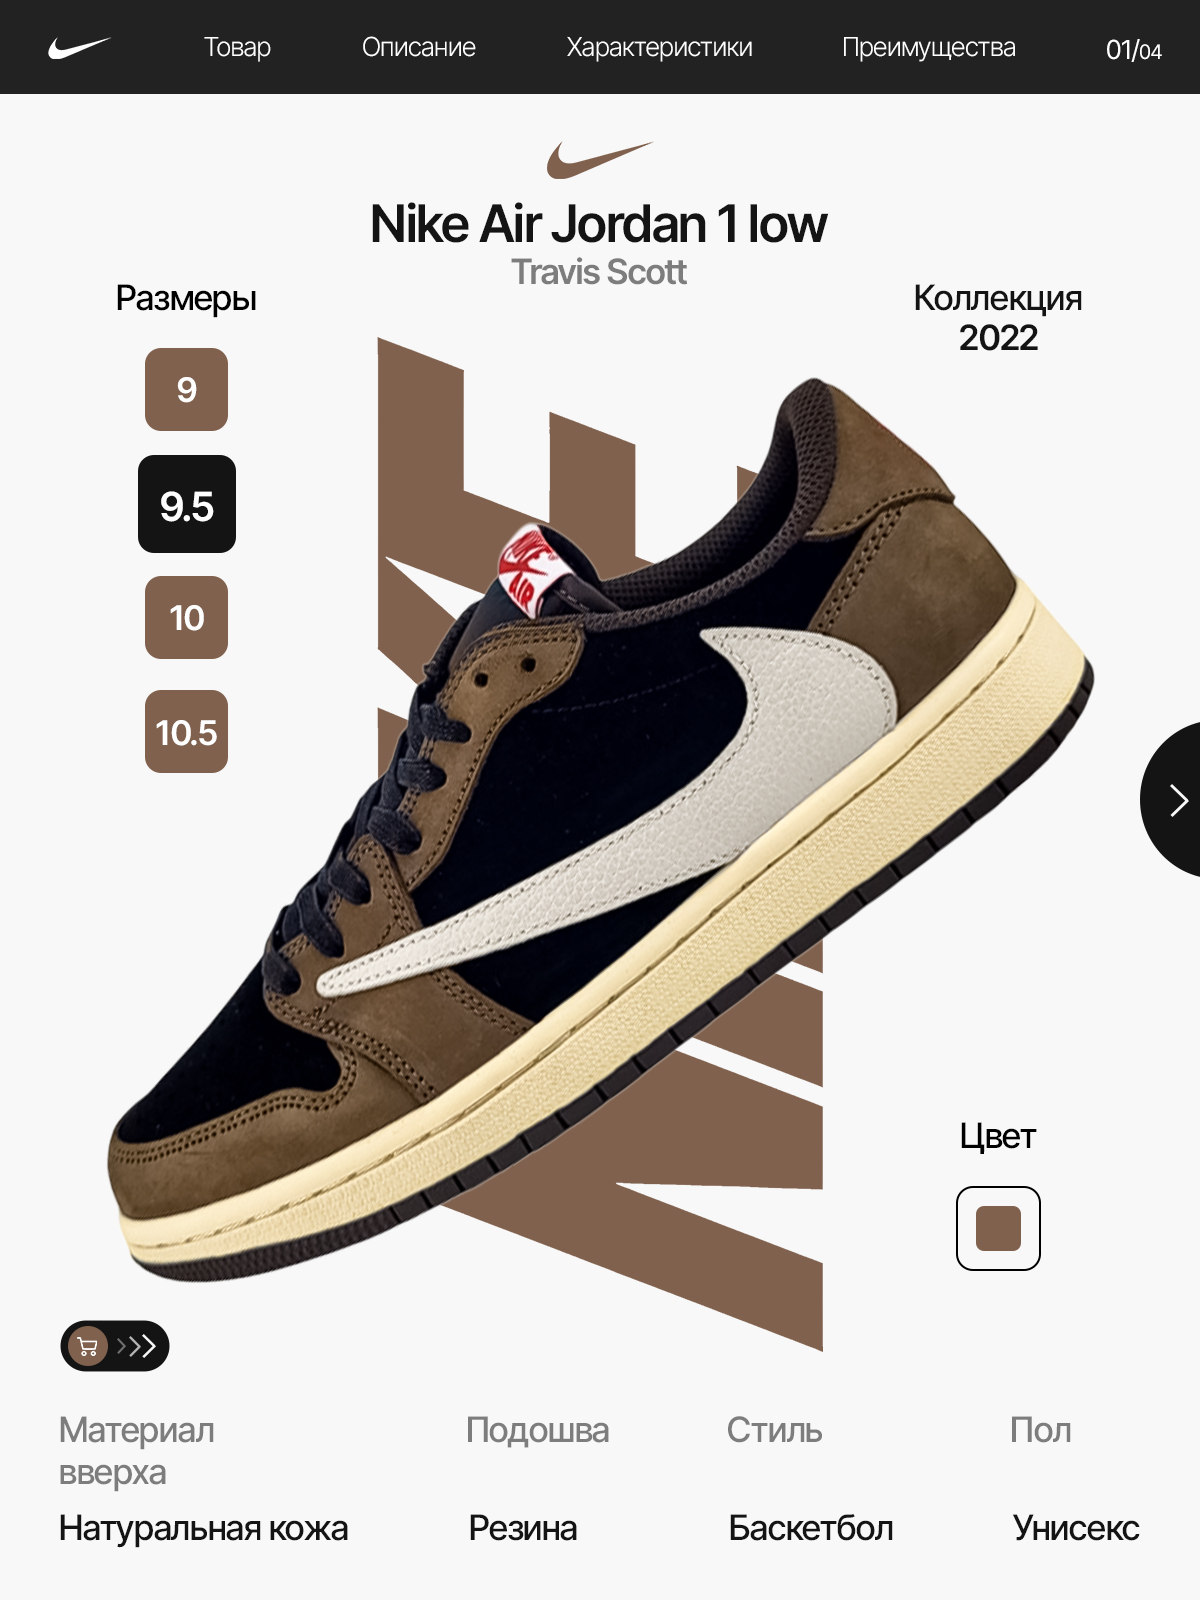 Товар Описание Характеристики Преимущества 01/04
Nike Air Jordan 1 low
Travis Scott
Размеры
Коллекция
2022
9
9.5
10
10.5
AIR
Цвет
Материал
вверха
Подошва
Стиль
Пол
Натуральная кожа
Резина
Баскетбол
Унисекс